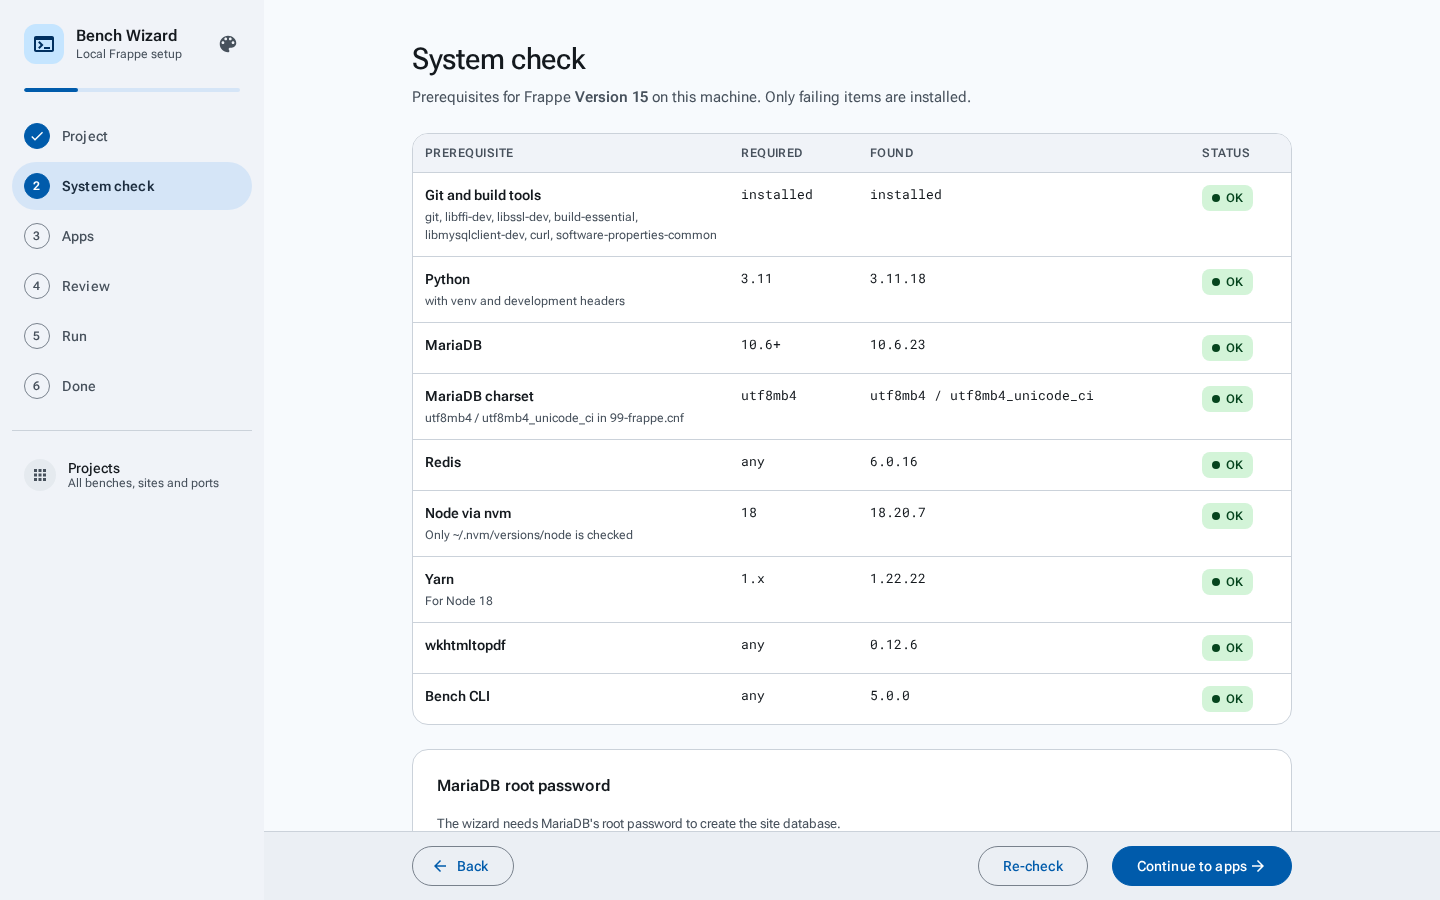 Bench Wizard
Local Frappe setup
Project
2 System check
3 Apps
4 Review
5 Run
6 Done
Projects
All benches, sites and ports
System check
Prerequisites for Frappe Version 15 on this machine. Only failing items are installed.
PREREQUISITE REQUIRED FOUND STATUS
Git and build tools installed installed OK
git, libffi-dev, libssl-dev, build-essential,
libmysqlclient-dev, curl, software-properties-common
Python 3.11 3.11.18 OK
with venv and development headers
MariaDB 10.6+ 10.6.23 OK
MariaDB charset utf8mb4 utf8mb4 / utf8mb4_unicode_ci OK
utf8mb4 / utf8mb4_unicode_ci in 99-frappe.cnf
Redis any 6.0.16 OK
Node via nvm 18 18.20.7 OK
Only ~/.nvm/versions/node is checked
Yarn 1.x 1.22.22 OK
For Node 18
wkhtmltopdf any 0.12.6 OK
Bench CLI any 5.0.0 OK
MariaDB root password
The wizard needs MariaDB's root password to create the site database.
Back Re-check Continue to apps